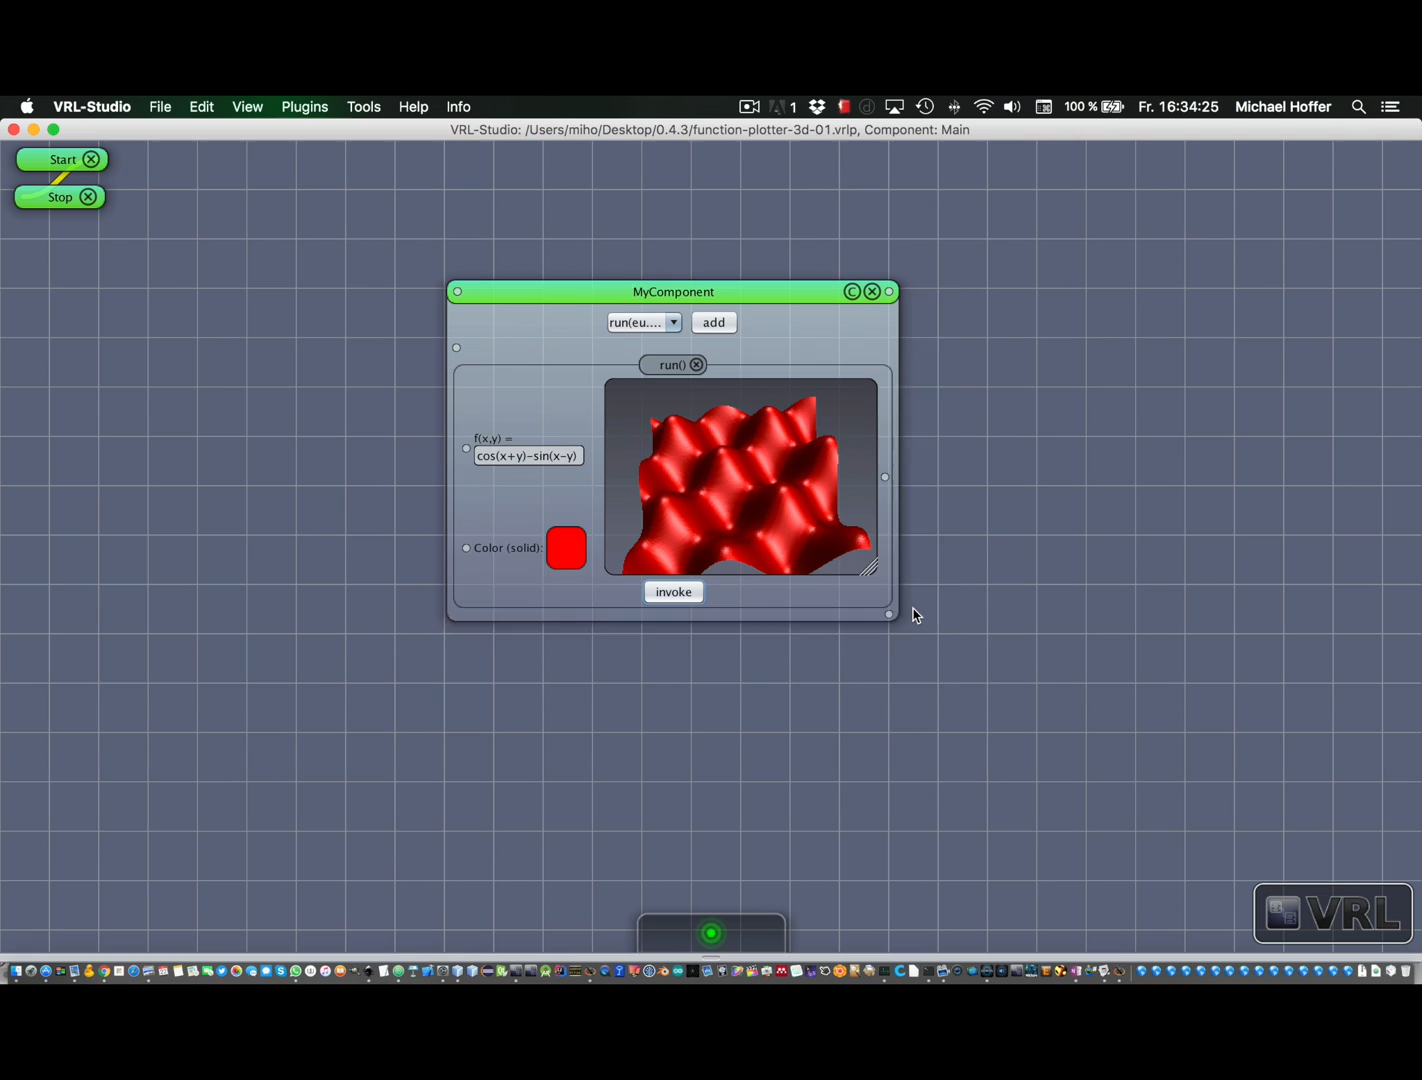 VRL-Studio File Edit View Plugins Tools Help Info 1 100 % Fr. 16:34:25 Michael Hoffer
VRL-Studio: /Users/miho/Desktop/0.4.3/function-plotter-3d-01.vrlp, Component: Main
Start
Stop
MyComponent
run(eu.... add
run()
f(x,y) =
cos(x+y)-sin(x-y)
Color (solid):
invoke
VRL